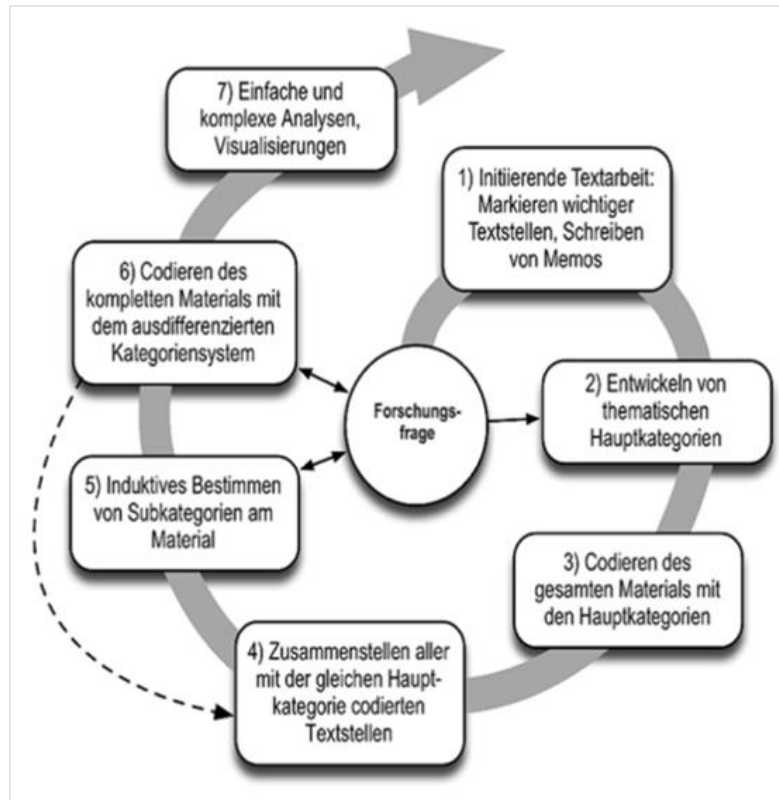 7) Einfache und
komplexe Analysen,
Visualisierungen
1) Initiierende Textarbeit:
Markieren wichtiger
Textstellen, Schreiben
von Memos
6) Codieren des
kompletten Materials mit
dem ausdifferenzierten
Kategoriensystem
Forschungs-
frage
2) Entwickeln von
thematischen
Hauptkategorien
5) Induktives Bestimmen
von Subkategorien am
Material
3) Codieren des
gesamten Materials mit
den Hauptkategorien
4) Zusammenstellen aller
mit der gleichen Haupt-
kategorie codierten
Textstellen